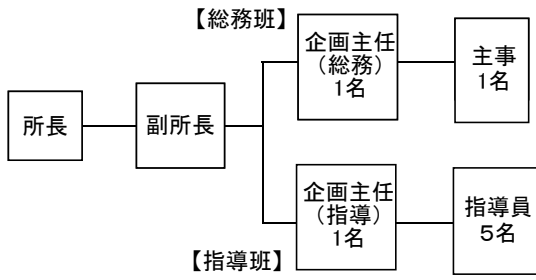 【総務班】
所長
副所長
企画主任
(総務)
1名
主事
1名
企画主任
(指導)
1名
指導員
5名
【指導班】